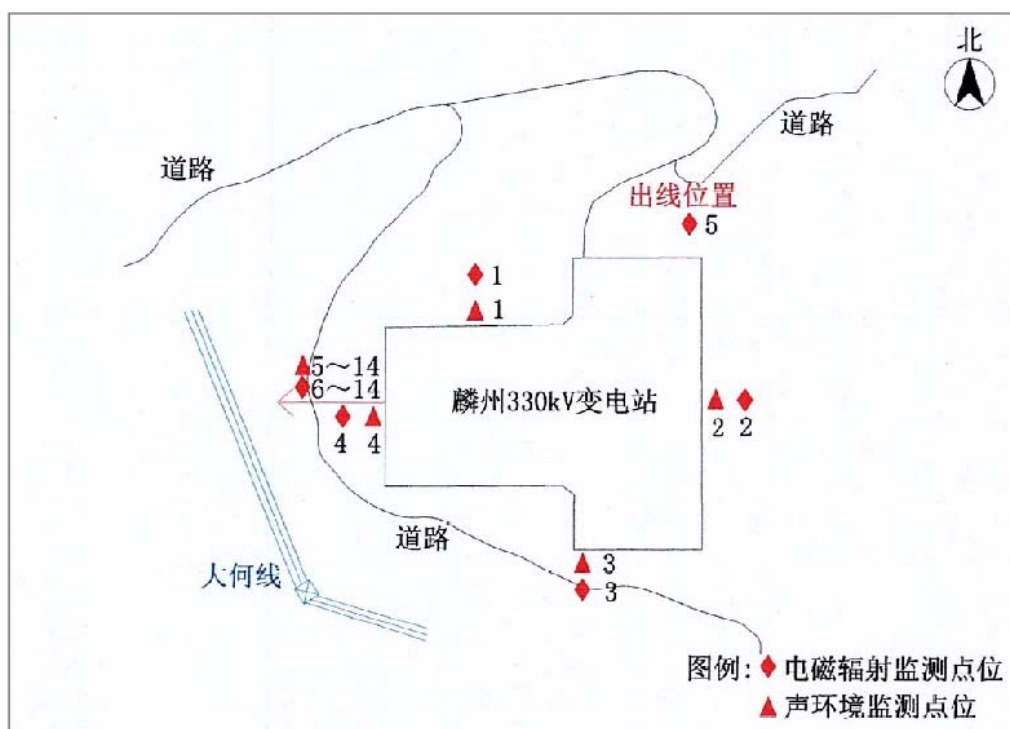 北
道路
道路
出线位置
5
1
1
5～14
6～14
麟州330kV变电站
4
4
2
2
道路
3
3
大何线
图例:
电磁辐射监测点位
声环境监测点位